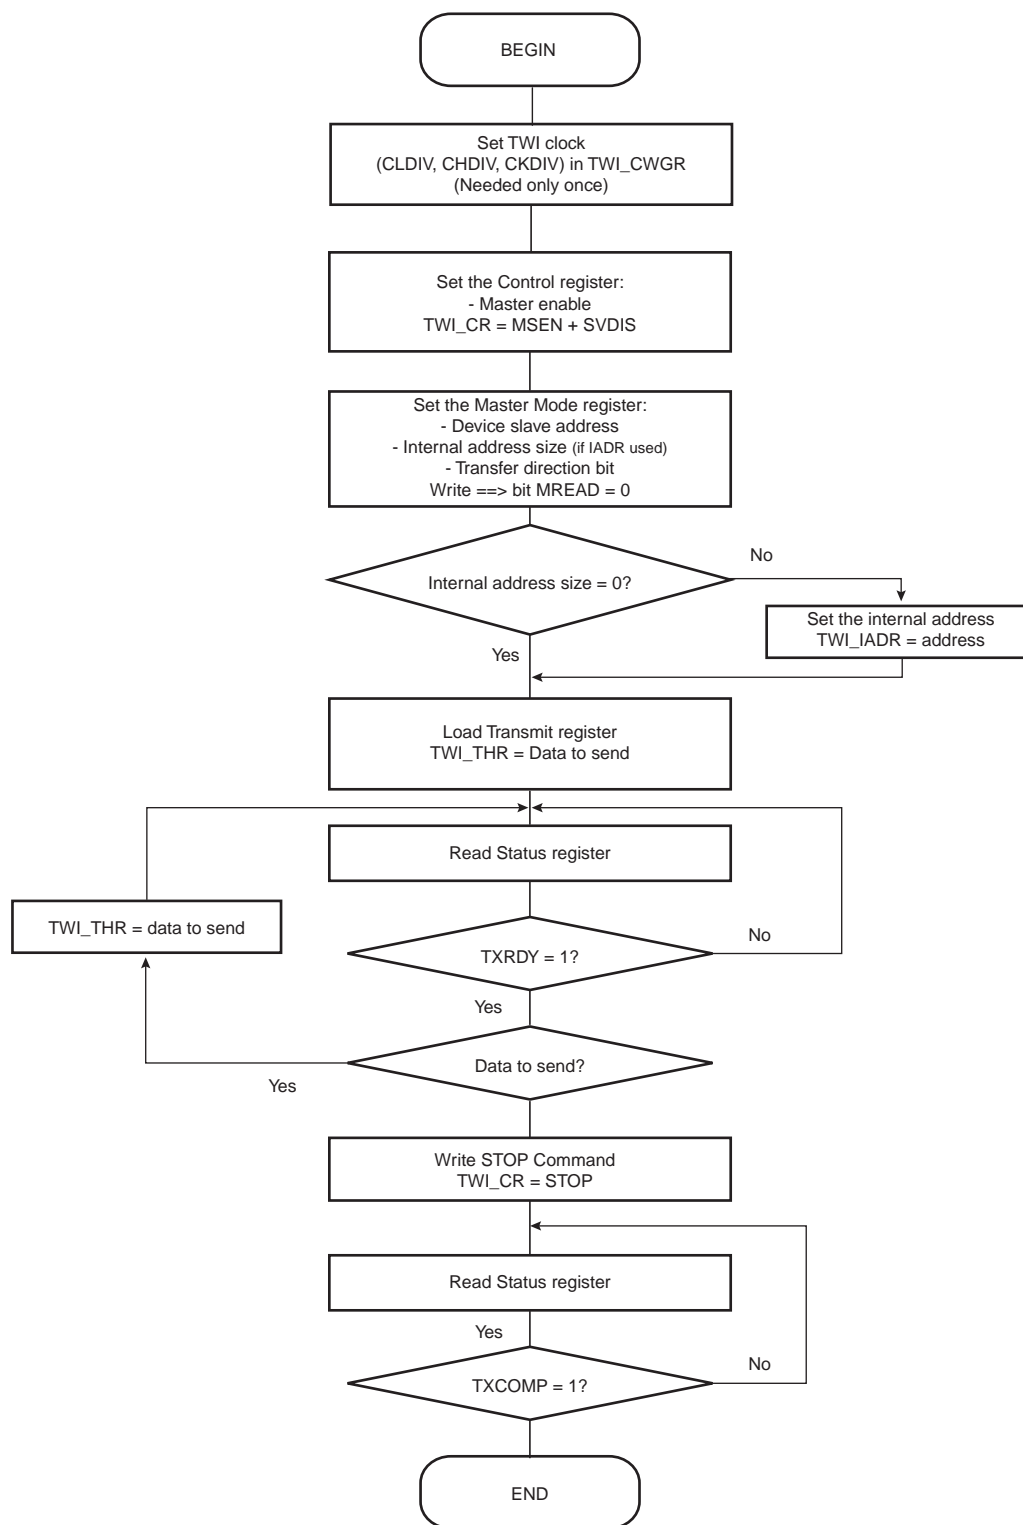 BEGIN
Set TWI clock
(CLDIV, CHDIV, CKDIV) in TWI_CWGR
(Needed only once)
Set the Control register:
- Master enable
TWI_CR = MSEN + SVDIS
Set the Master Mode register:
- Device slave address
- Internal address size (if IADR used)
- Transfer direction bit
Write ==> bit MREAD = 0
No
Internal address size = 0?
Set the internal address
TWI_IADR = address
Yes
Load Transmit register
TWI_THR = Data to send
Read Status register
TWI_THR = data to send
No
TXRDY = 1?
Yes
Data to send?
Yes
Write STOP Command
TWI_CR = STOP
Read Status register
Yes
No
TXCOMP = 1?
END